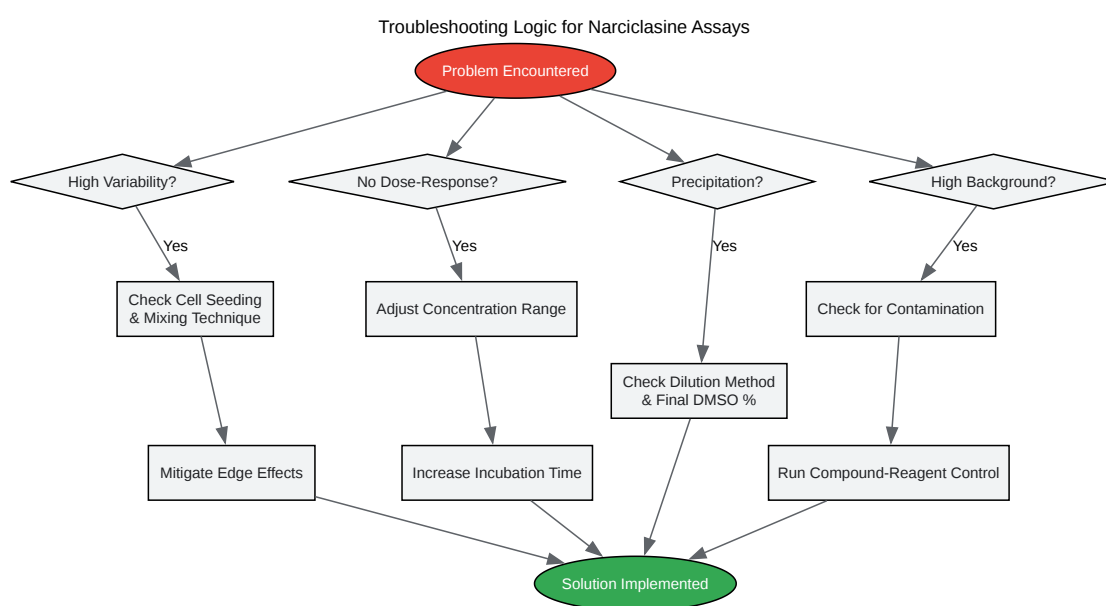 Troubleshooting Logic for Narciclasine Assays
Problem Encountered
High Variability?
No Dose-Response?
Precipitation?
High Background?
Yes
Yes
Yes
Yes
Check Cell Seeding
& Mixing Technique
Adjust Concentration Range
Check for Contamination
Check Dilution Method
& Final DMSO %
Mitigate Edge Effects
Increase Incubation Time
Run Compound-Reagent Control
Solution Implemented